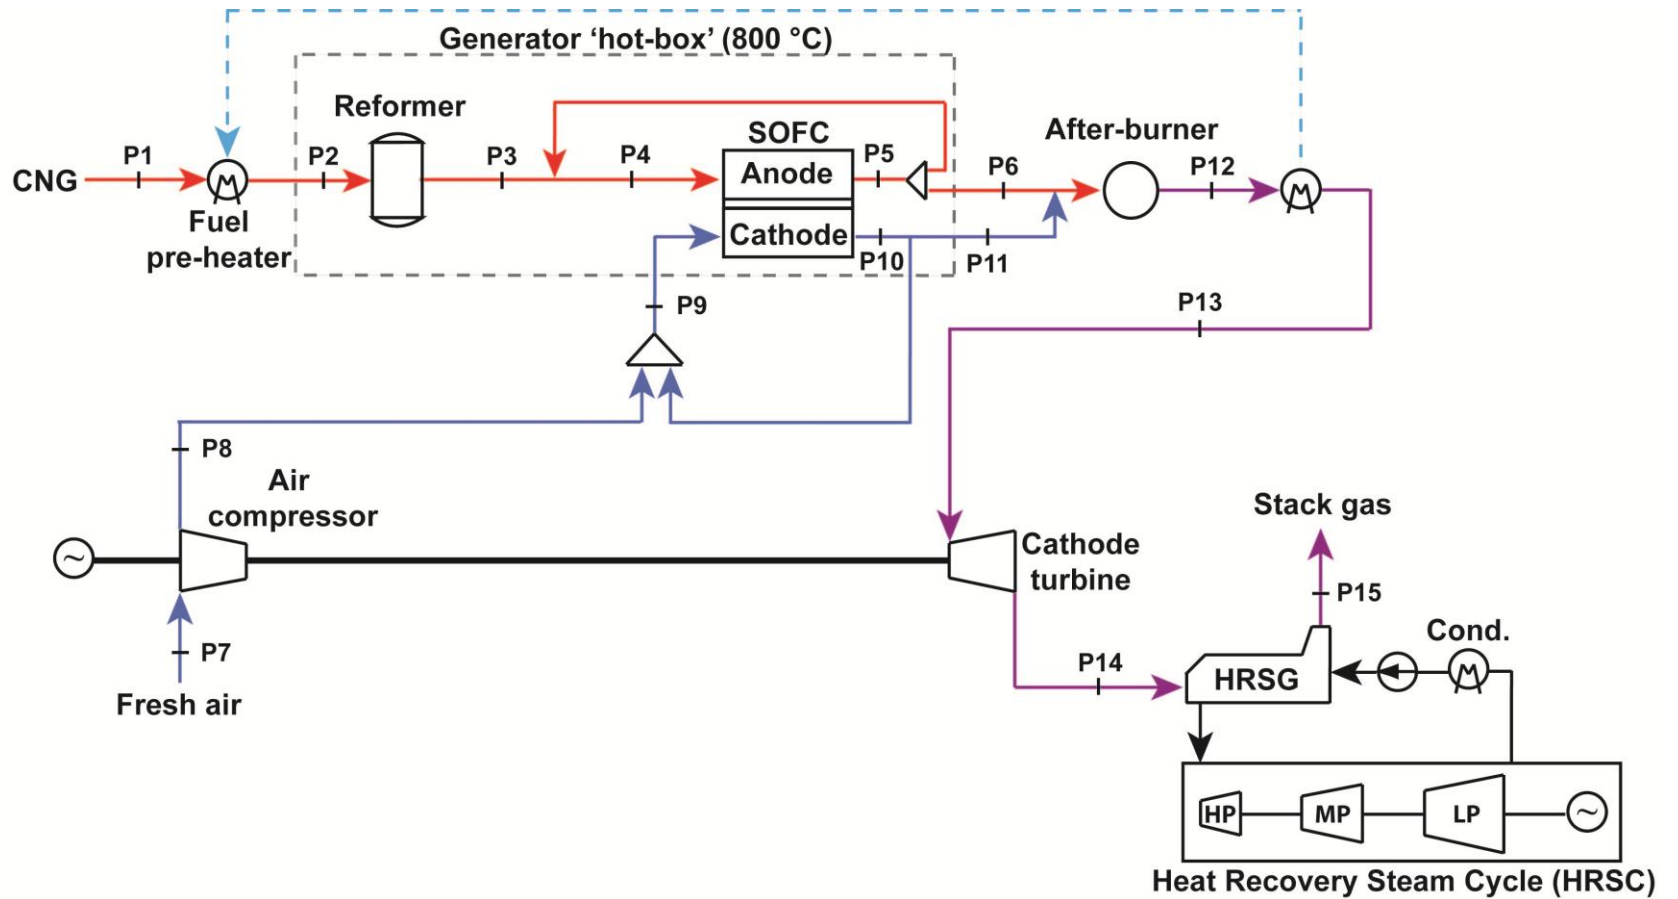 Generator ‘hot-box’ (800 °C)
Reformer
SOFC
After-burner
CNG
P1
P2
P3
P4
Anode
P5
P6
P12
Fuel
pre-heater
Cathode
P10
P11
P9
P13
P8
Air
compressor
Cathode
turbine
Stack gas
P15
P7
Fresh air
P14
Cond.
HRSG
HP
MP
LP
Heat Recovery Steam Cycle (HRSC)